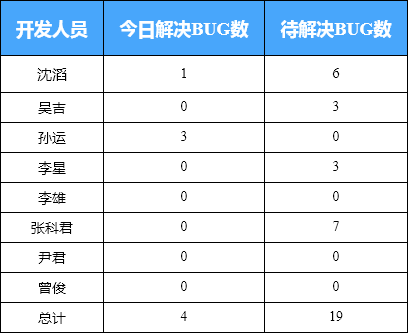 开发人员 今日解决BUG数 待解决BUG数
沈滔 1 6
吴吉 0 3
孙运 3 0
李星 0 3
李雄 0 0
张科君 0 7
尹君 0 0
曾俊 0 0
总计 4 19